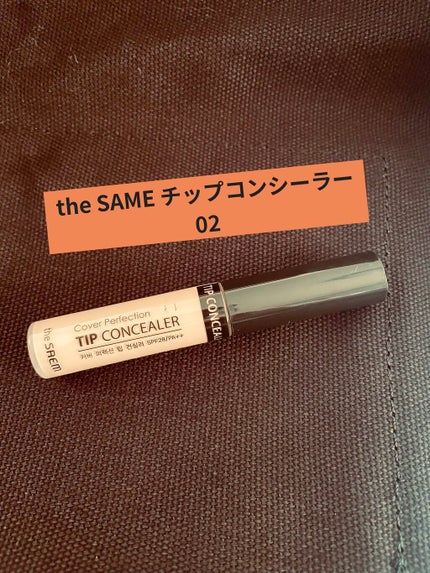 the SAME チップコンシーラー
02
TIP CONCEAL
Cover Perfection
TIP CONCEALER
커버 퍼펙션 팁 컨실러 SPF28/PA++
the SAEM